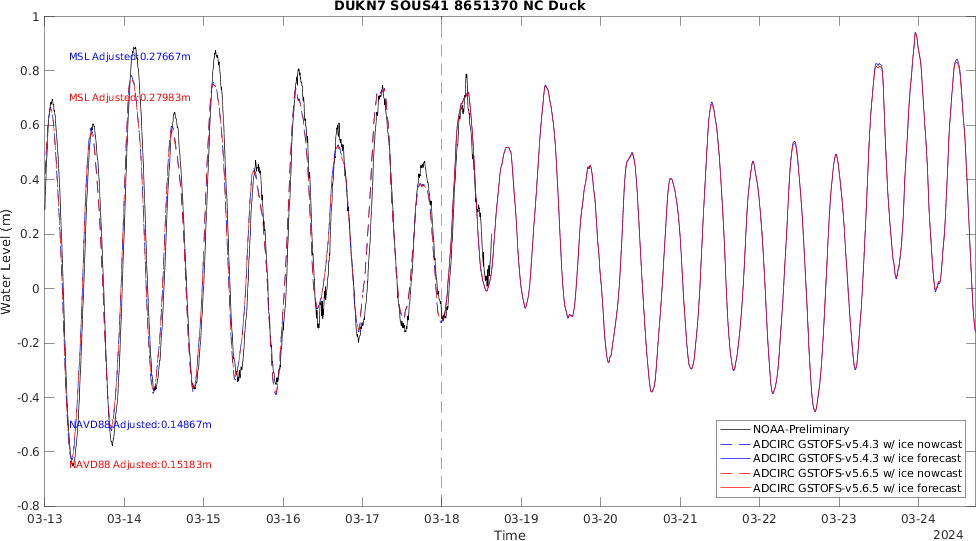 DUKN7 SOUS41 8651370 NC Duck
1
0.8
0.6
0.4
0.2
0
-0.2
-0.4
-0.6
-0.8
Water Level (m)
MSL Adjusted:0.27667m
MSL Adjusted:0.27983m
NAVD88 Adjusted:0.14867m
NAVD88 Adjusted:0.15183m
NOAA-Preliminary
ADCIRC GSTOFS-v5.4.3 w/ ice nowcast
ADCIRC GSTOFS-v5.4.3 w/ ice forecast
ADCIRC GSTOFS-v5.6.5 w/ ice nowcast
ADCIRC GSTOFS-v5.6.5 w/ ice forecast
03-13 03-14 03-15 03-16 03-17 03-18 03-19 03-20 03-21 03-22 03-23 03-24
Time
2024